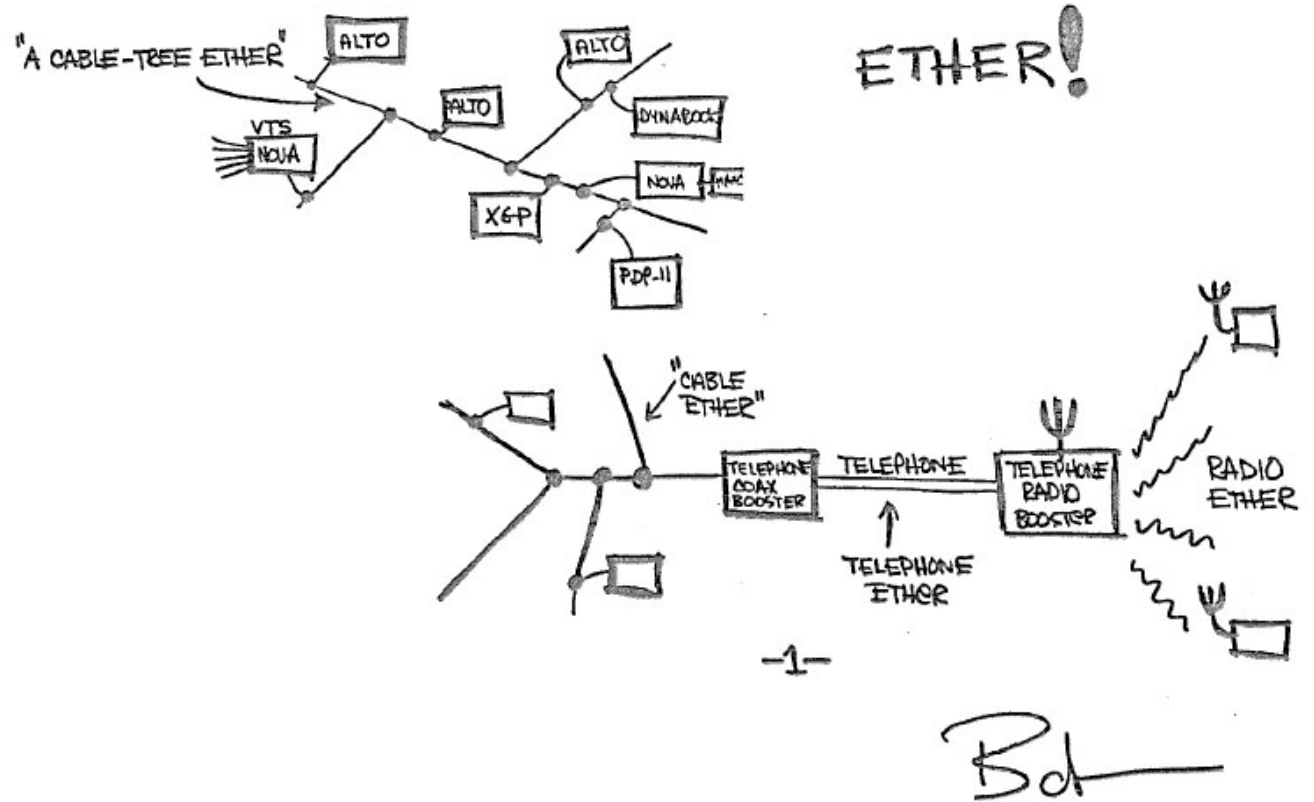 "A CABLE-TREE ETHER"
ALTO
ALTO
ETHER!
ALTO
DYNABOOK
VTS
NOVA
NOVA
XGP
PDP-11
"CABLE
ETHER"
TELEPHONE
COAX
BOOSTER
TELEPHONE
TELEPHONE
RADIO
BOOSTER
RADIO
ETHER
TELEPHONE
ETHER
-1-